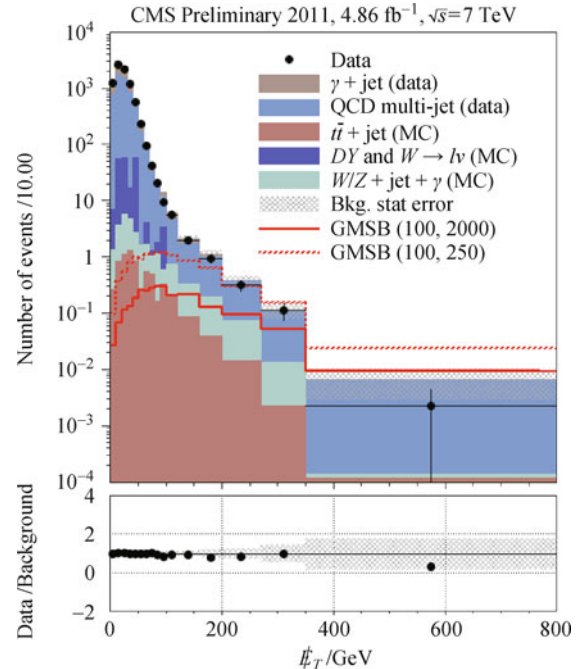 CMS Preliminary 2011, 4.86 fb⁻¹, √s=7 TeV
Data
γ + jet (data)
QCD multi-jet (data)
tt̄ + jet (MC)
DY and W → lν (MC)
W/Z + jet + γ (MC)
Bkg. stat error
GMSB (100, 2000)
GMSB (100, 250)
Number of events /10.00
10⁴
10³
10²
10
1
10⁻¹
10⁻²
10⁻³
10⁻⁴
Data /Background
4
2
0
−2
0 200 400 600 800
E̸_T /GeV